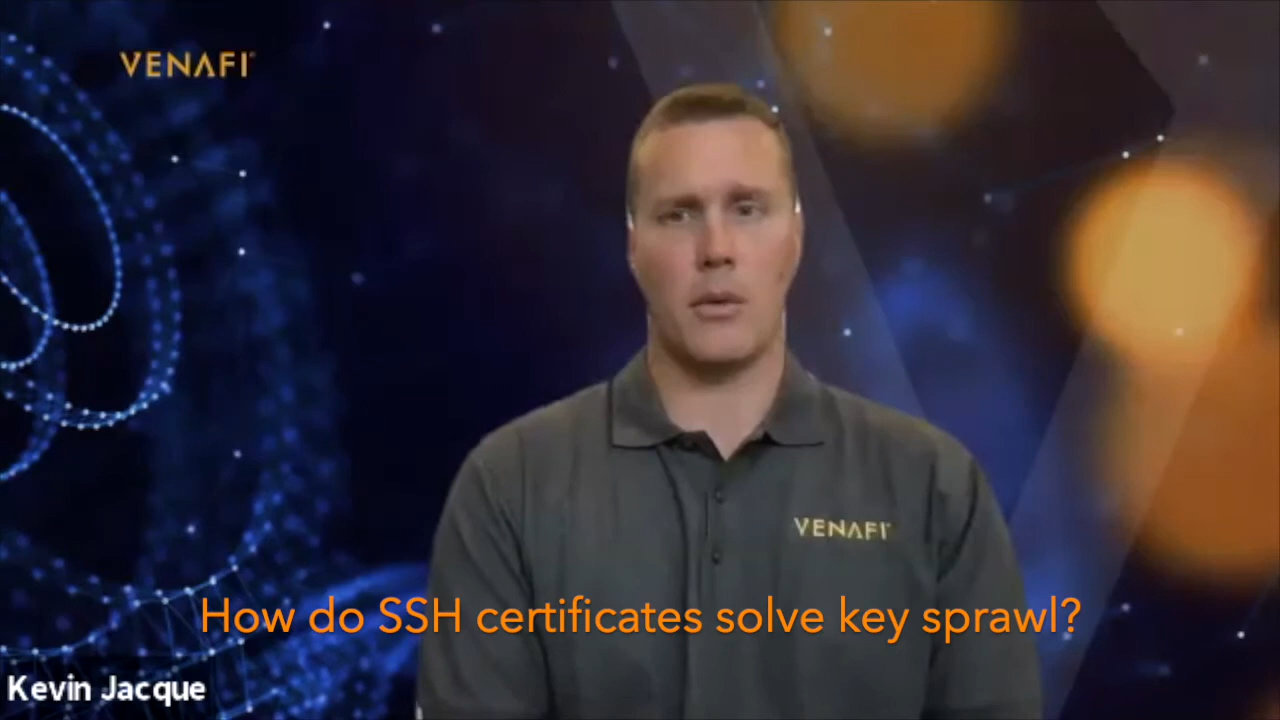 VENAFI
VENAFI
How do SSH certificates solve key sprawl?
Kevin Jacque